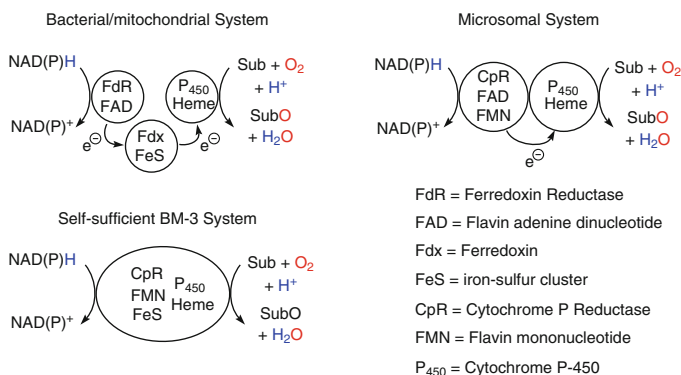 Bacterial/mitochondrial System
NAD(P)H
FdR
FAD
NAD(P)+
e⊖
Fdx
FeS
e⊖
P450
Heme
Sub + O2
+ H+
SubO
+ H2O
Microsomal System
NAD(P)H
CpR
FAD
FMN
NAD(P)+
P450
Heme
e⊖
Sub + O2
+ H+
SubO
+ H2O
Self-sufficient BM-3 System
NAD(P)H
CpR
FMN
FeS
P450
Heme
NAD(P)+
Sub + O2
+ H+
SubO
+ H2O
FdR = Ferredoxin Reductase
FAD = Flavin adenine dinucleotide
Fdx = Ferredoxin
FeS = iron-sulfur cluster
CpR = Cytochrome P Reductase
FMN = Flavin mononucleotide
P450 = Cytochrome P-450